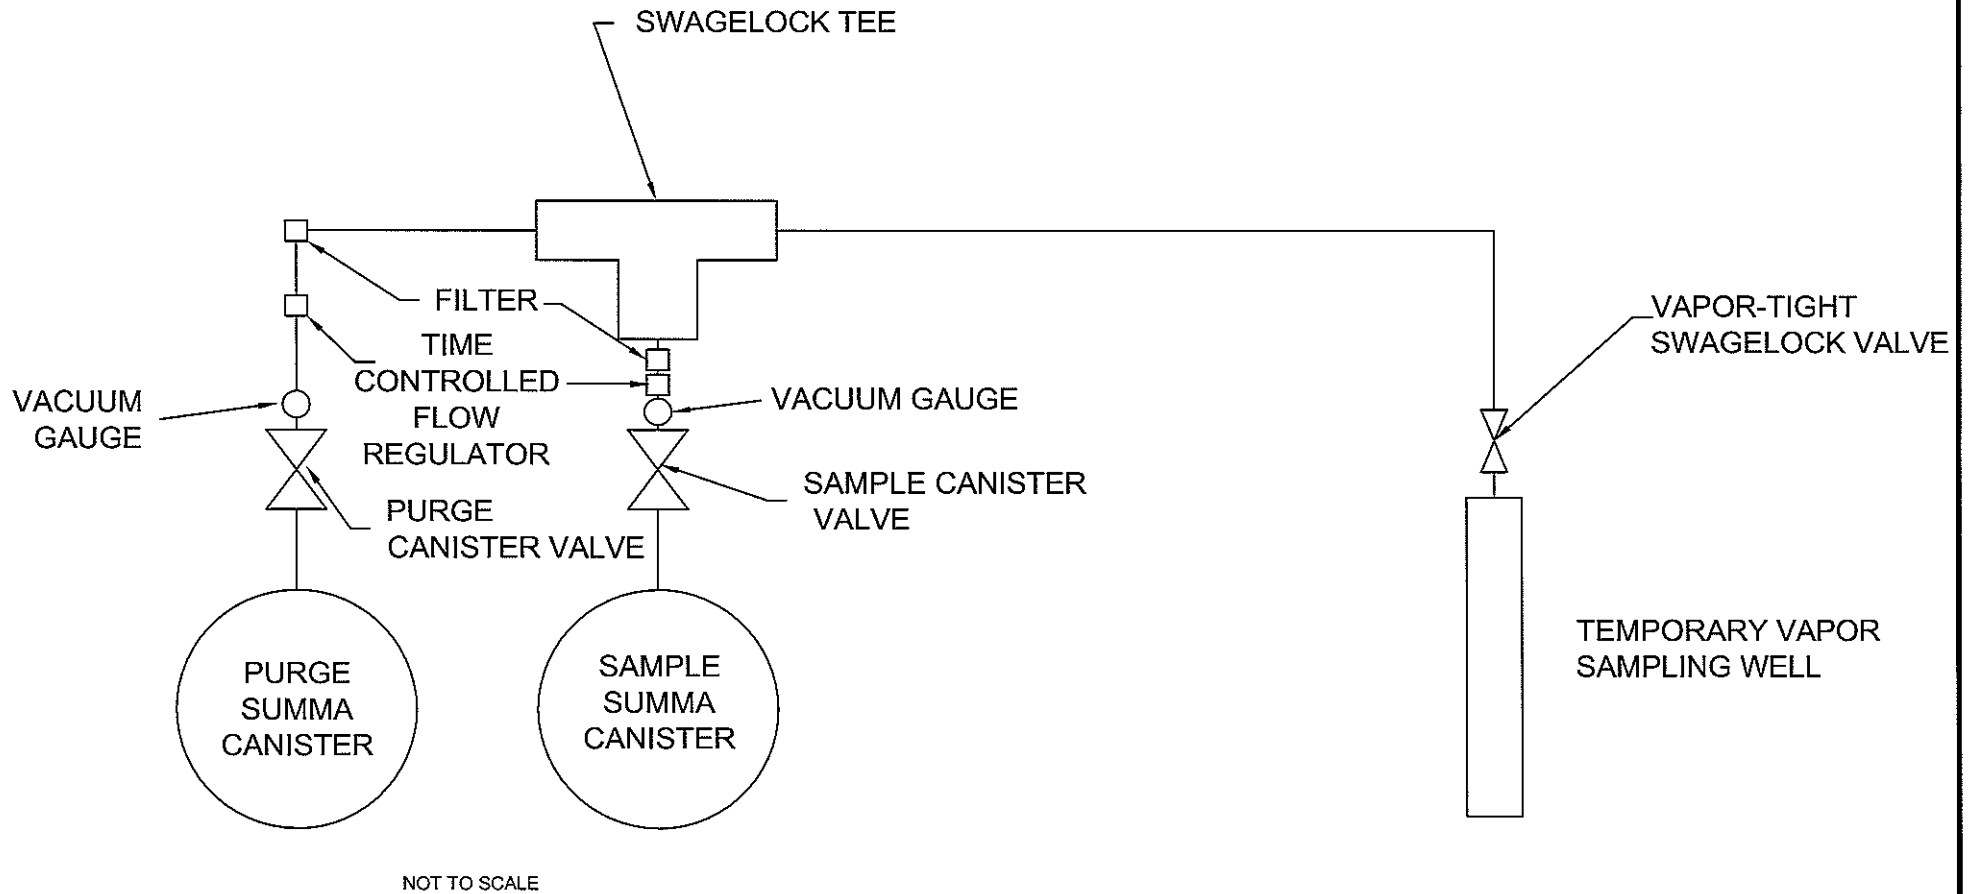 SWAGELOCK TEE
FILTER
TIME
CONTROLLED
FLOW
REGULATOR
VACUUM
GAUGE
VACUUM GAUGE
VAPOR-TIGHT
SWAGELOCK VALVE
PURGE
CANISTER VALVE
SAMPLE CANISTER
VALVE
PURGE
SUMMA
CANISTER
SAMPLE
SUMMA
CANISTER
TEMPORARY VAPOR
SAMPLING WELL
NOT TO SCALE